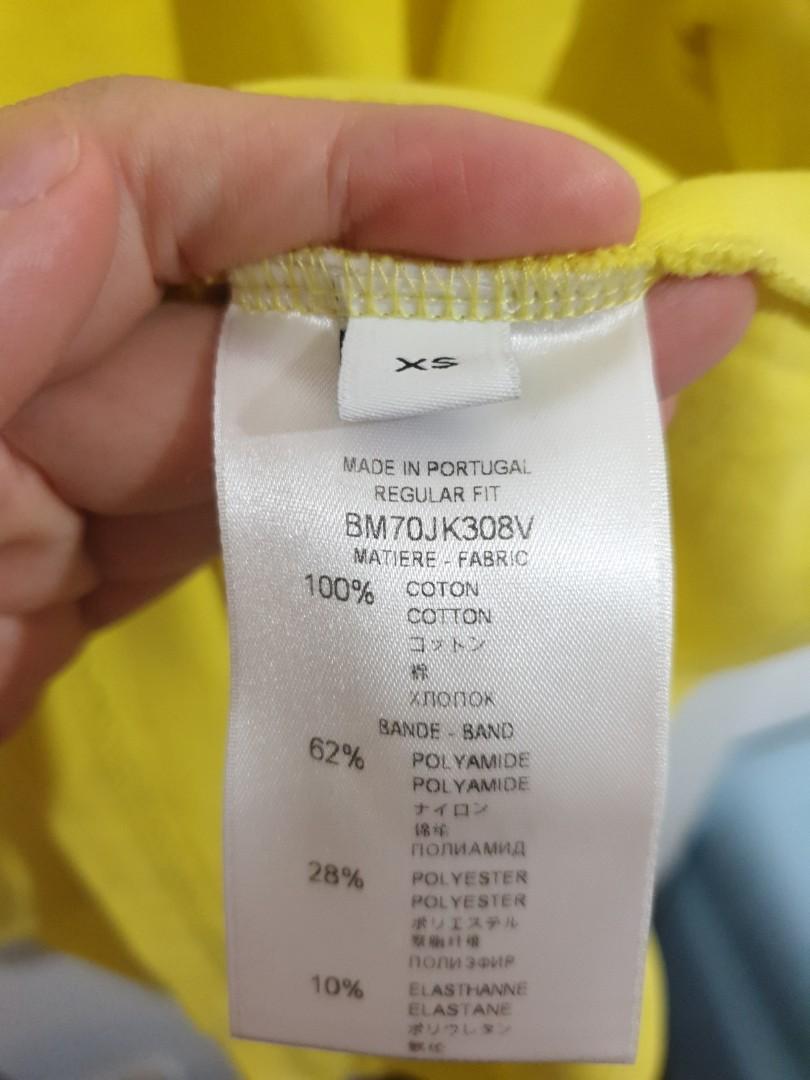 XS
MADE IN PORTUGAL
REGULAR FIT
BM70JK308V
MATIERE - FABRIC
100% COTON
COTTON
コットン
棉
ХЛОПОК
BANDE - BAND
62% POLYAMIDE
POLYAMIDE
ナイロン
ПОЛИАМИД
28% POLYESTER
POLYESTER
ポリエステル
ПОЛИЭФИР
10% ELASTHANNE
ELASTANE
ポリウレタン